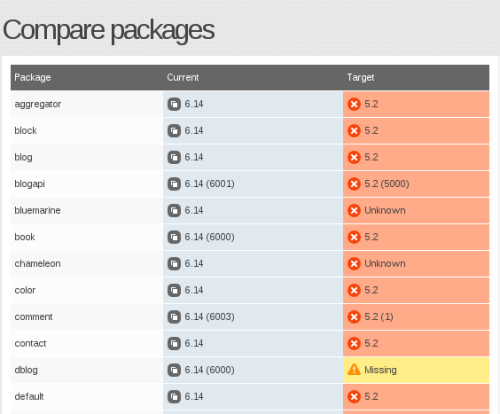 Compare packages
Package Current Target
aggregator 6.14 5.2
block 6.14 5.2
blog 6.14 5.2
blogapi 6.14 (6001) 5.2 (5000)
bluemarine 6.14 Unknown
book 6.14 (6000) 5.2
chameleon 6.14 Unknown
color 6.14 5.2
comment 6.14 (6003) 5.2 (1)
contact 6.14 5.2
dblog 6.14 (6000) Missing
default 6.14 5.2